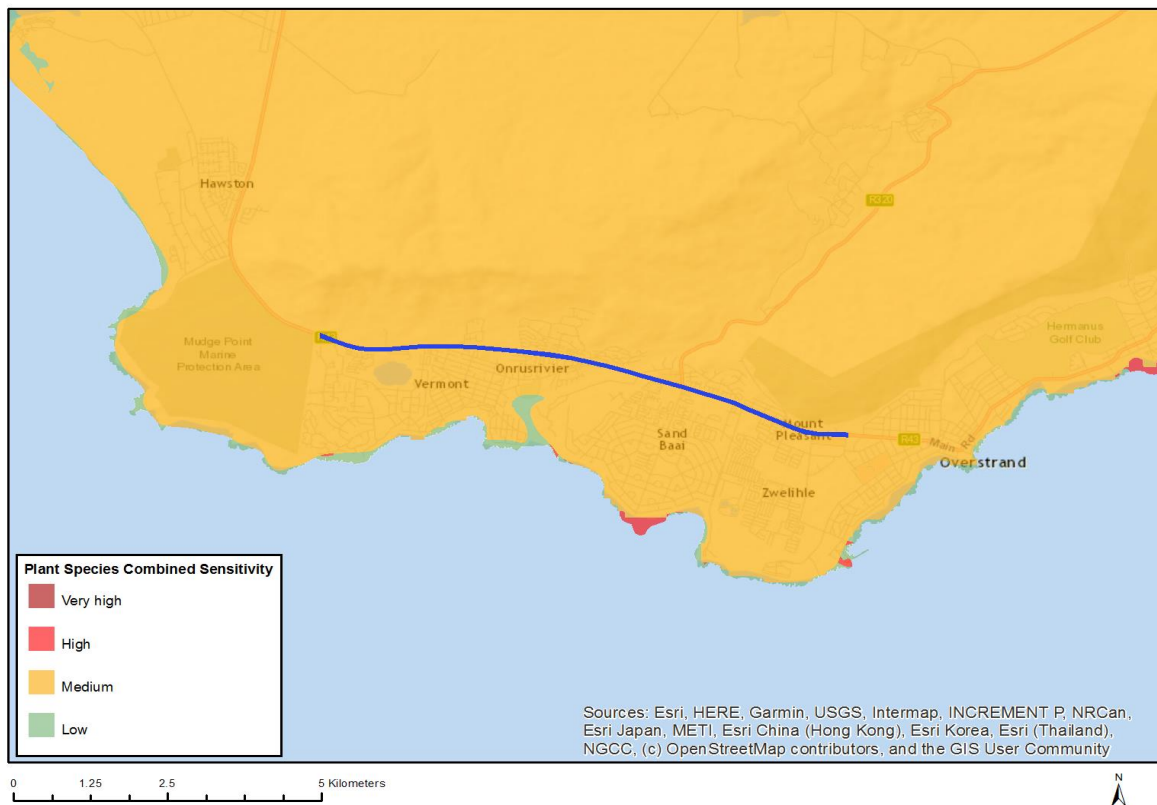 Hawston
R320
Mudge Point
Marine
Protection Area
Hermanus
Golf Club
Vermont
Onrusrivier
Sand
Baai
Mount
Pleasant
R43
Main Rd
Overstrand
Zwelihle
Plant Species Combined Sensitivity
Very high
High
Medium
Low
Sources: Esri, HERE, Garmin, USGS, Intermap, INCREMENT P, NRCan,
Esri Japan, METI, Esri China (Hong Kong), Esri Korea, Esri (Thailand),
NGCC, (c) OpenStreetMap contributors, and the GIS User Community
0 1.25 2.5 5 Kilometers
N